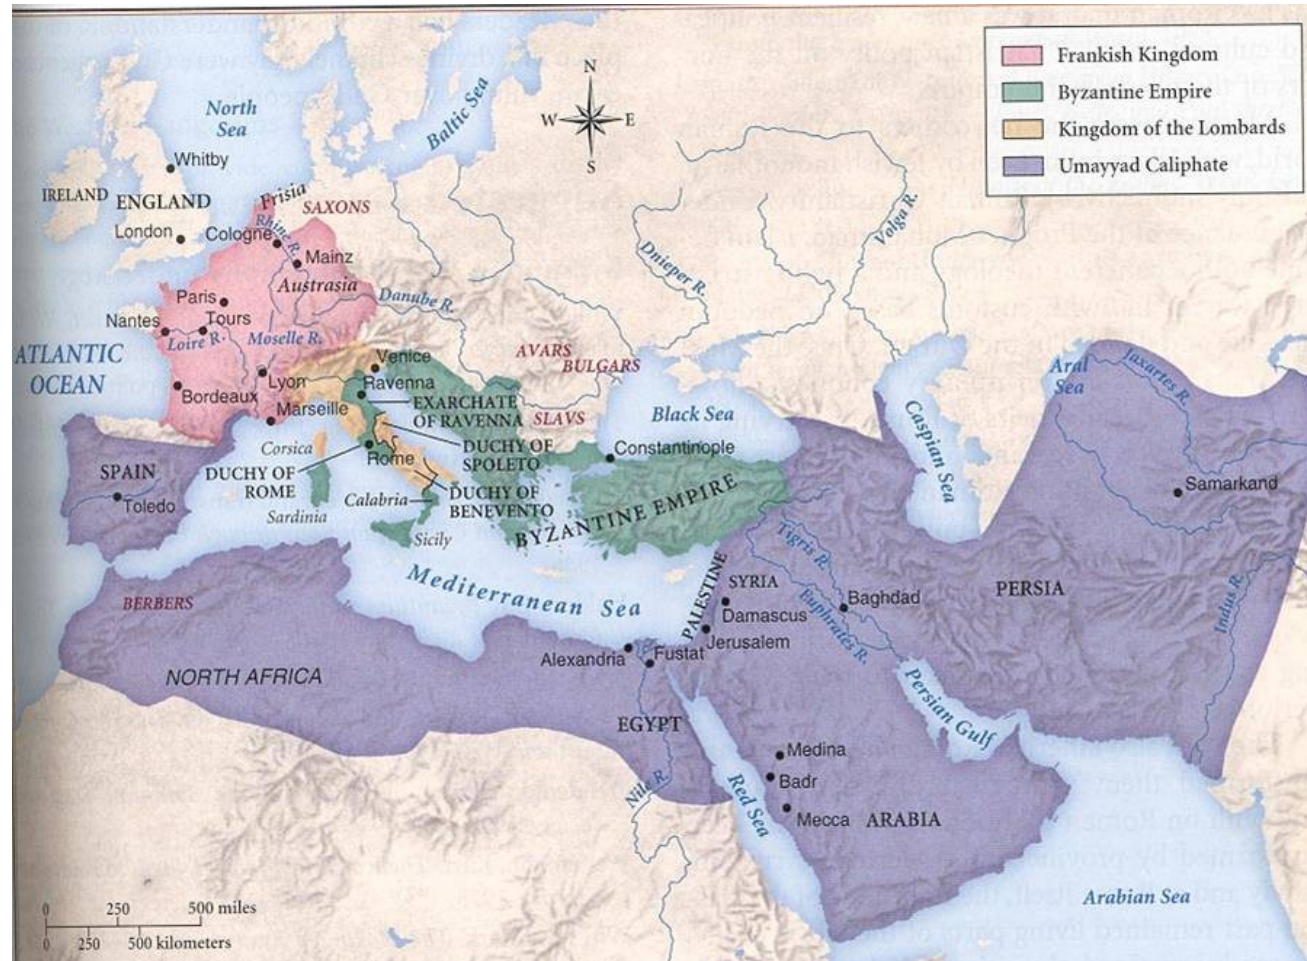 Frankish Kingdom
Byzantine Empire
Kingdom of the Lombards
Umayyad Caliphate
N
W
E
S
North
Sea
Baltic Sea
Whitby
IRELAND
ENGLAND
London
Frisia
SAXONS
Rhine R.
Cologne
Mainz
Austrasia
Paris
Tours
Nantes
Loire R.
Moselle R.
Danube R.
Dnieper R.
Volga R.
ATLANTIC
OCEAN
Bordeaux
Lyon
Marseille
Venice
Ravenna
EXARCHATE
OF RAVENNA
AVARS
BULGARS
SLAVS
Black Sea
Caspian Sea
Aral
Sea
Jaxartes R.
Samarkand
Corsica
DUCHY OF
ROME
Rome
DUCHY OF
SPOLETO
Constantinople
SPAIN
Toledo
Sardinia
Calabria
DUCHY OF
BENEVENTO
Sicily
BYZANTINE EMPIRE
Mediterranean Sea
Tigris R.
Euphrates R.
PALESTINE
SYRIA
Damascus
Jerusalem
Baghdad
PERSIA
Indus R.
BERBERS
NORTH AFRICA
Alexandria
Fustat
EGYPT
Nile R.
Red Sea
Persian Gulf
Medina
Badr
Mecca
ARABIA
Arabian Sea
0 250 500 miles
0 250 500 kilometers